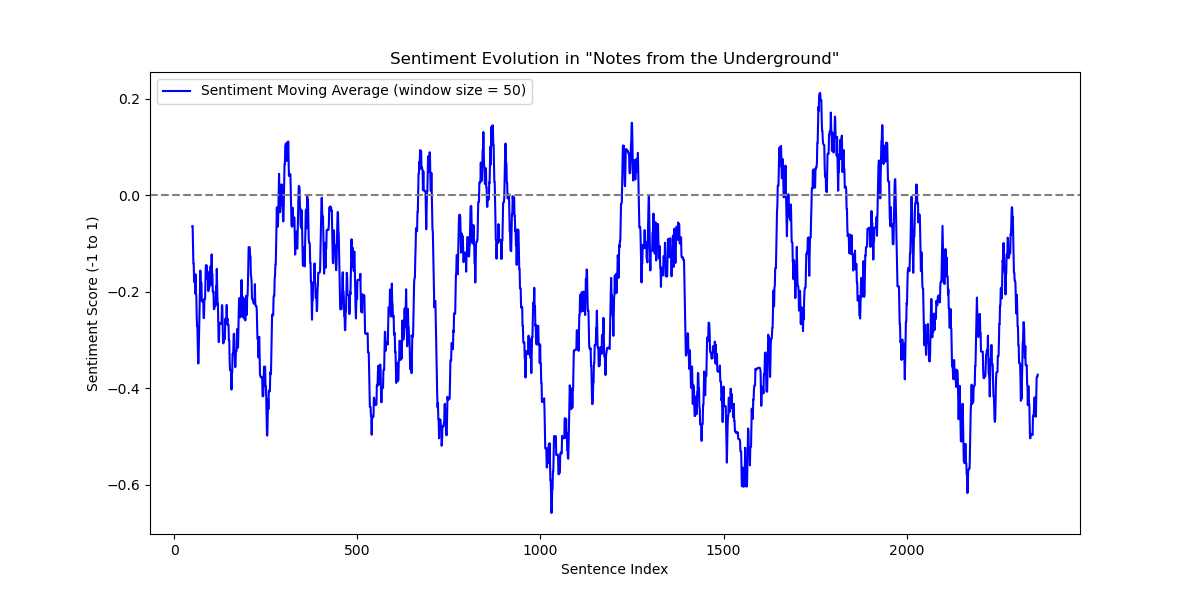 Sentiment Evolution in "Notes from the Underground"
Sentiment Moving Average (window size = 50)
0.2
0.0
−0.2
−0.4
−0.6
Sentiment Score (-1 to 1)
0
500
1000
1500
2000
Sentence Index